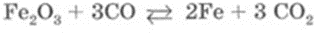 Fe₂O₃ + 3CO ⇄ 2Fe + 3 CO₂